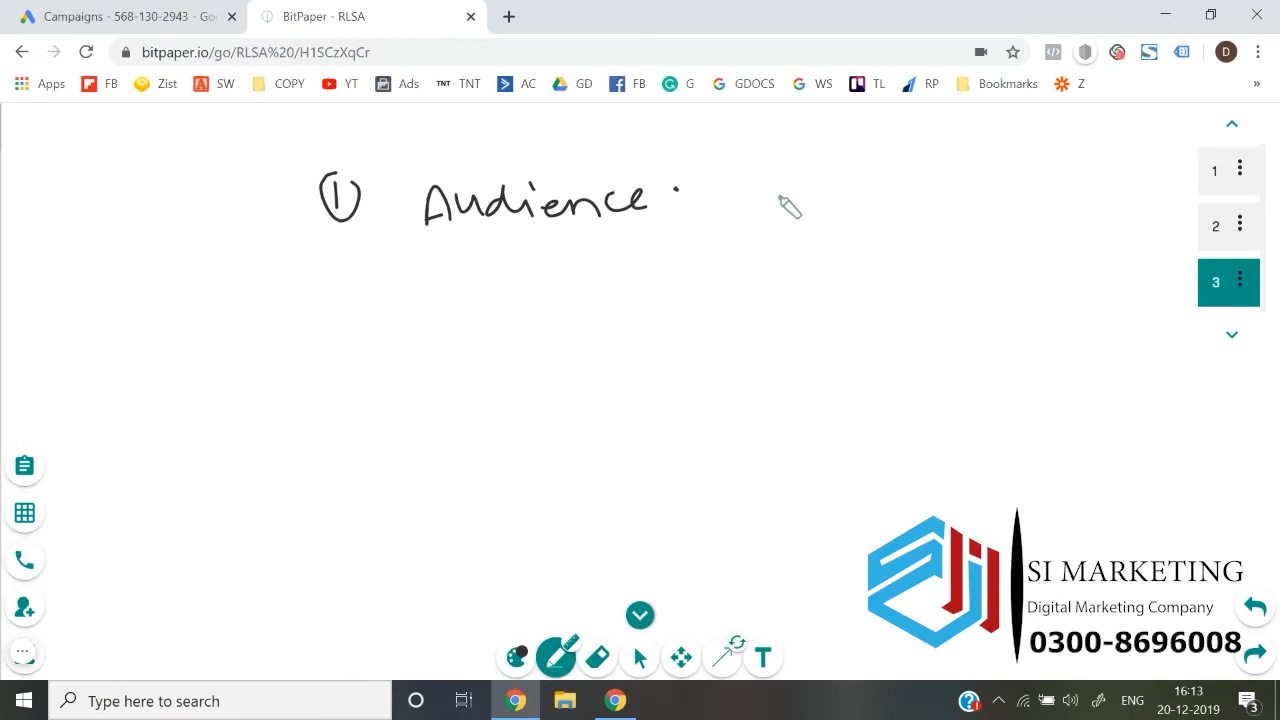 Campaigns - 568-130-2943 - Go
BitPaper - RLSA
bitpaper.io/go/RLSA%20/H1SCzXqCr
D
Apps FB Zist SW COPY YT Ads TNT TNT AC GD FB G GDOCS WS TL RP Bookmarks Z »
1 Audience :
1
2
3
SI MARKETING
Digital Marketing Company
0300-8696008
T
Type here to search
ENG
16:13
20-12-2019
3